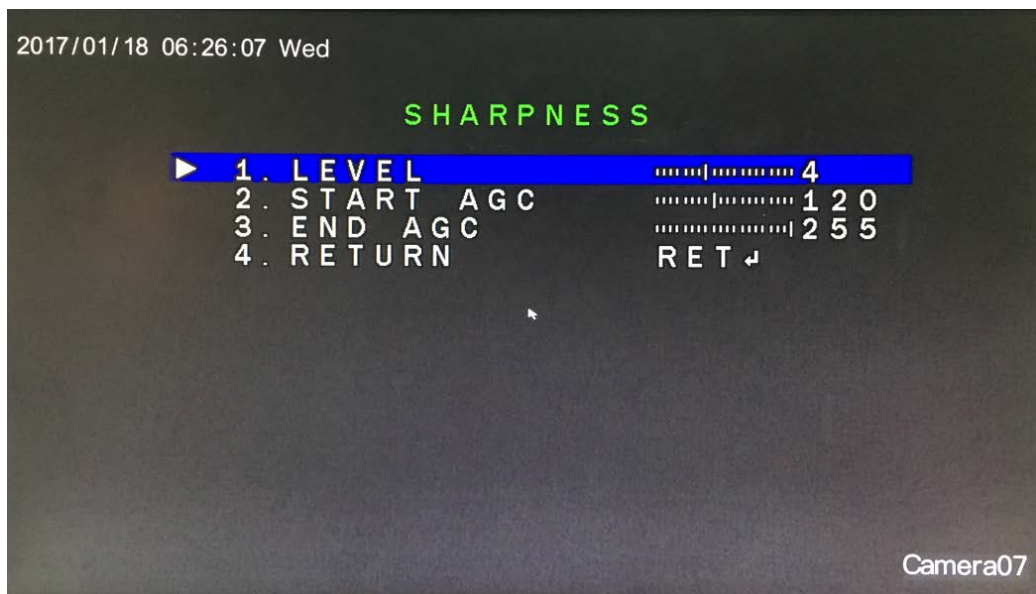 2017/01/18 06:26:07 Wed
SHARPNESS
1. LEVEL 4
2. START AGC 120
3. END AGC 255
4. RETURN RET↲
Camera07